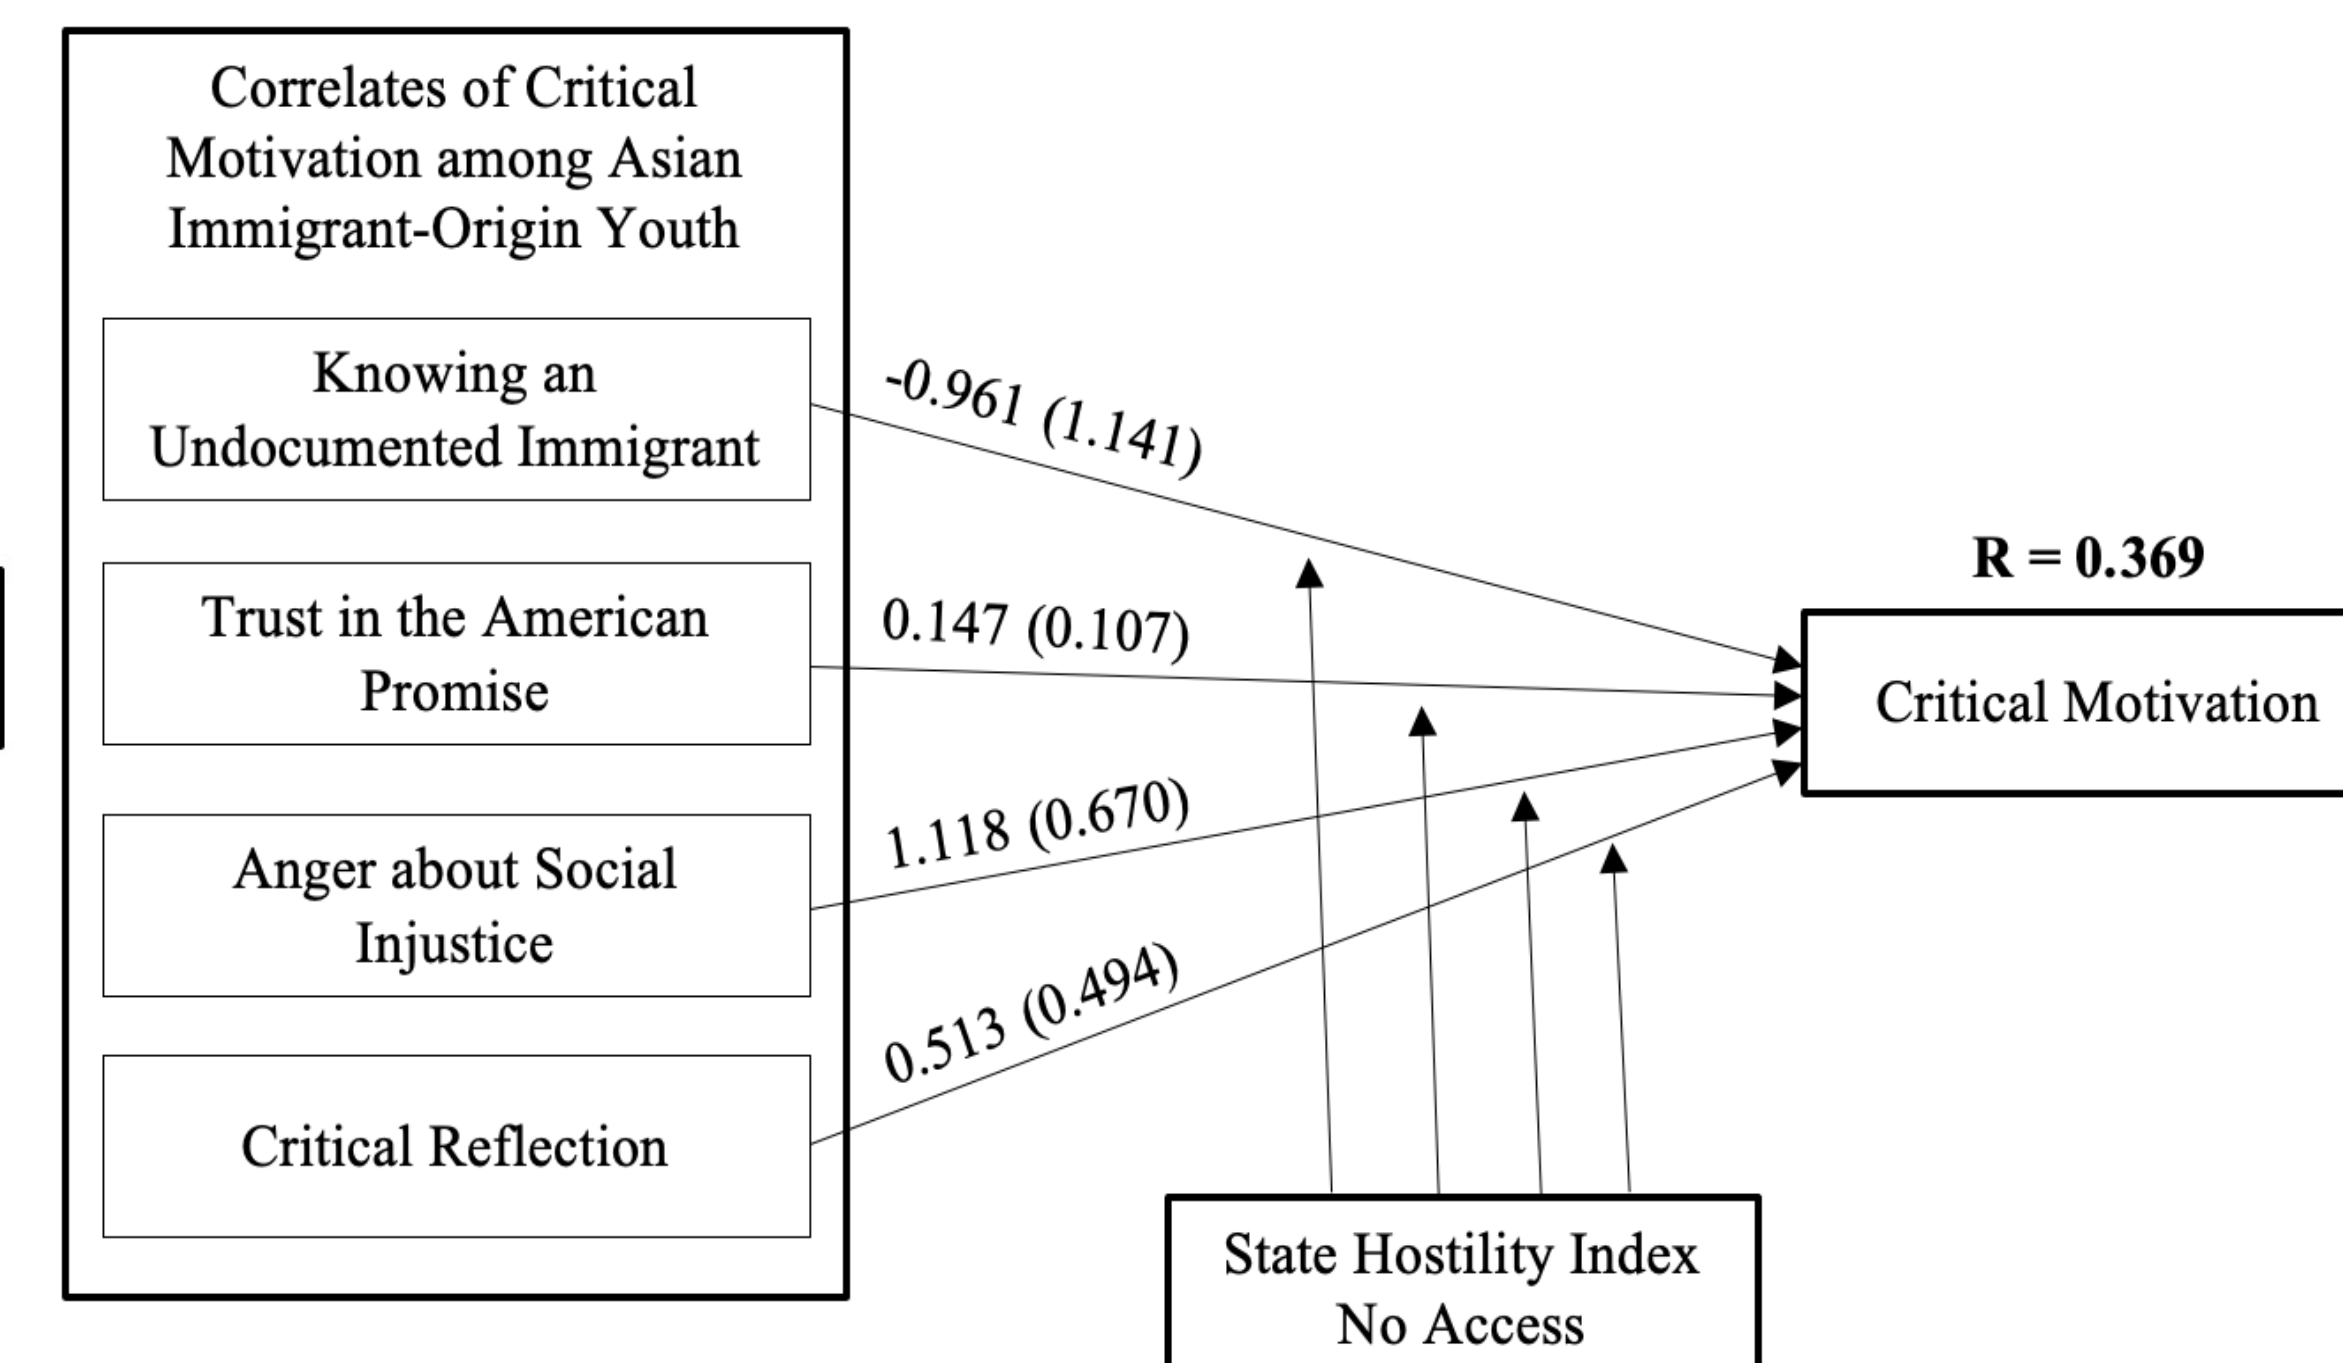 Correlates of Critical
Motivation among Asian
Immigrant-Origin Youth
Knowing an
Undocumented Immigrant
Trust in the American
Promise
Anger about Social
Injustice
Critical Reflection
-0.961 (1.141)
0.147 (0.107)
1.118 (0.670)
0.513 (0.494)
R = 0.369
Critical Motivation
State Hostility Index
No Access